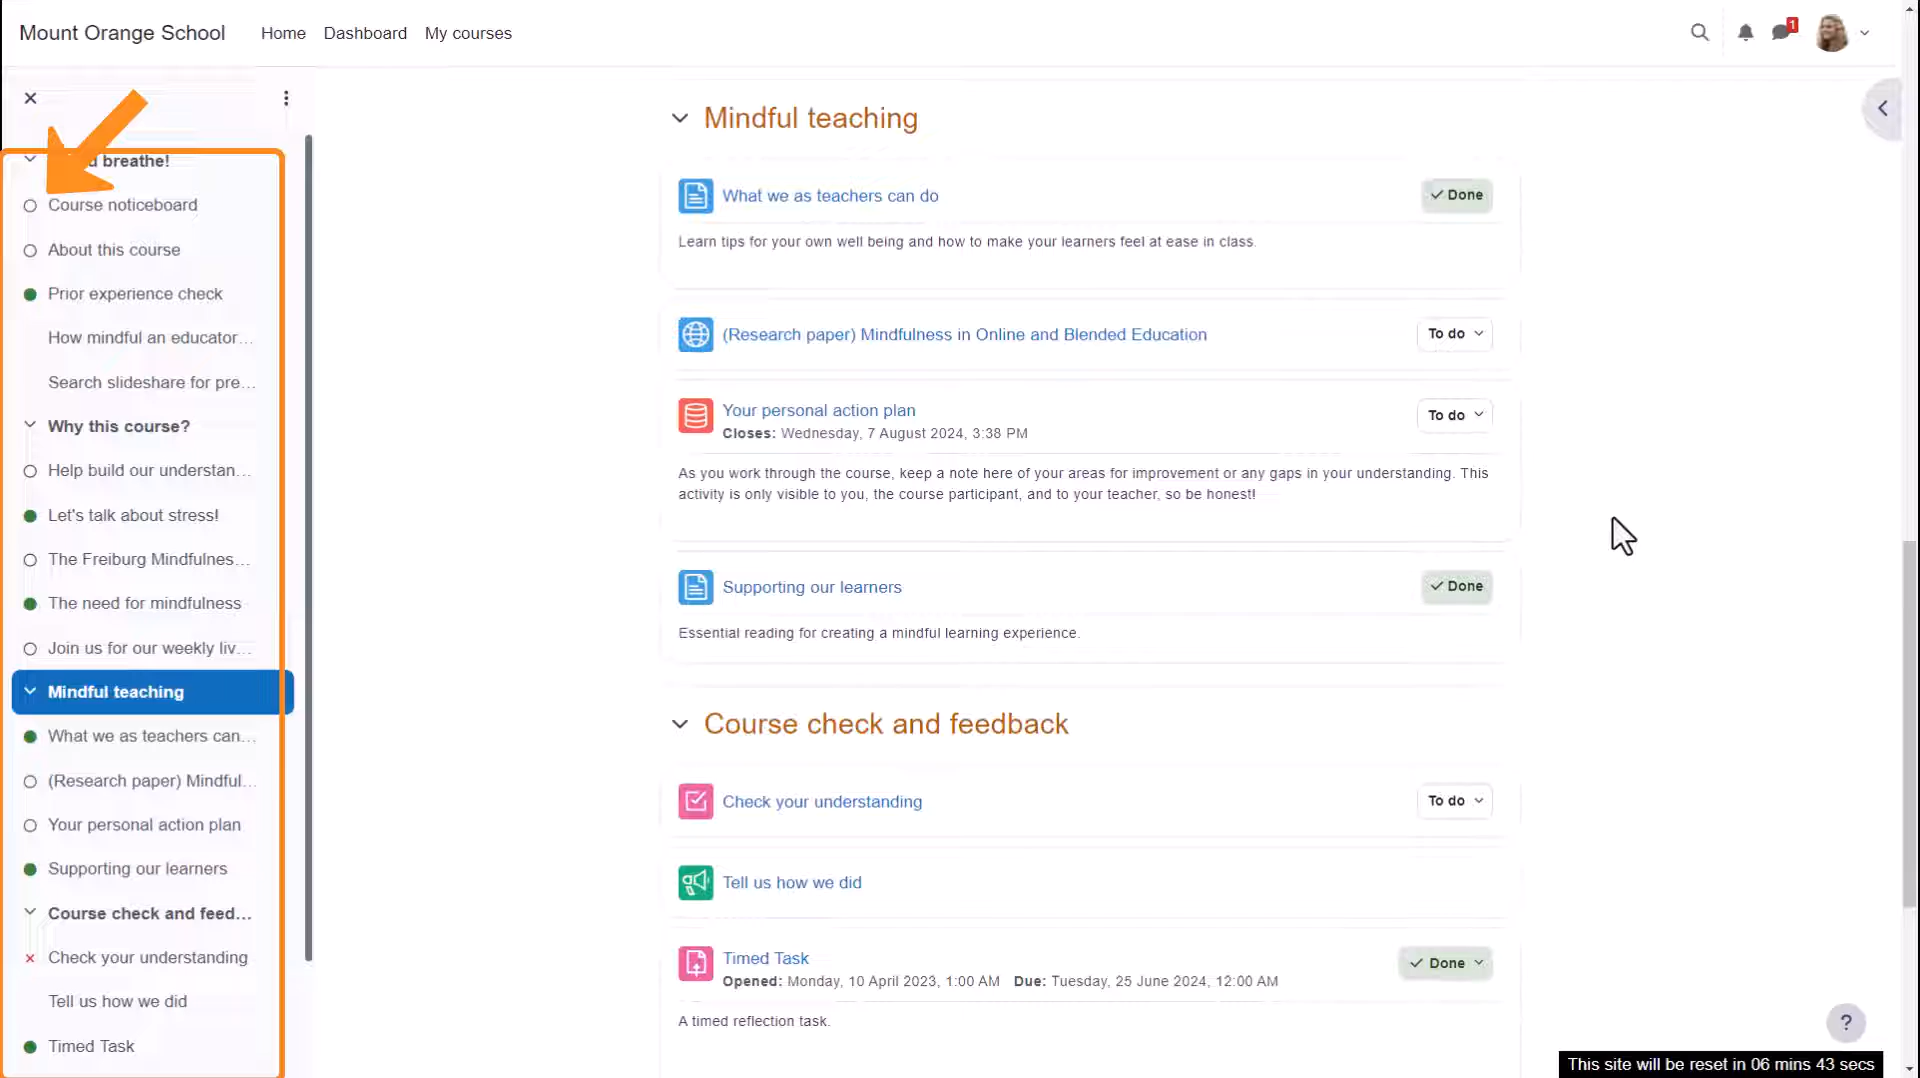 Mount Orange School
Home
Dashboard
My courses
1
breathe!
Course noticeboard
About this course
Prior experience check
How mindful an educator...
Search slideshare for pre...
Why this course?
Help build our understan...
Let's talk about stress!
The Freiburg Mindfulnes...
The need for mindfulness
Join us for our weekly liv...
Mindful teaching
What we as teachers can...
(Research paper) Mindful...
Your personal action plan
Supporting our learners
Course check and feed...
Check your understanding
Tell us how we did
Timed Task
Mindful teaching
What we as teachers can do
Done
Learn tips for your own well being and how to make your learners feel at ease in class.
(Research paper) Mindfulness in Online and Blended Education
To do
Your personal action plan
To do
Closes: Wednesday, 7 August 2024, 3:38 PM
As you work through the course, keep a note here of your areas for improvement or any gaps in your understanding. This
activity is only visible to you, the course participant, and to your teacher, so be honest!
Supporting our learners
Done
Essential reading for creating a mindful learning experience.
Course check and feedback
Check your understanding
To do
Tell us how we did
Timed Task
Done
Opened: Monday, 10 April 2023, 1:00 AM Due: Tuesday, 25 June 2024, 12:00 AM
A timed reflection task.
?
This site will be reset in 06 mins 43 secs